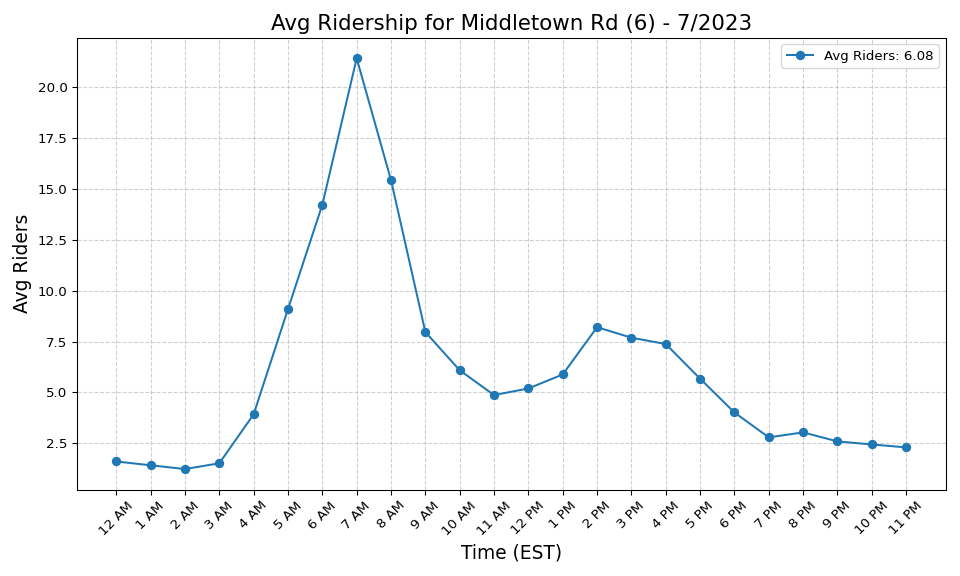 Avg Ridership for Middletown Rd (6) - 7/2023
Avg Riders: 6.08
Avg Riders
20.0
17.5
15.0
12.5
10.0
7.5
5.0
2.5
12 AM
1 AM
2 AM
3 AM
4 AM
5 AM
6 AM
7 AM
8 AM
9 AM
10 AM
11 AM
12 PM
1 PM
2 PM
3 PM
4 PM
5 PM
6 PM
7 PM
8 PM
9 PM
10 PM
11 PM
Time (EST)